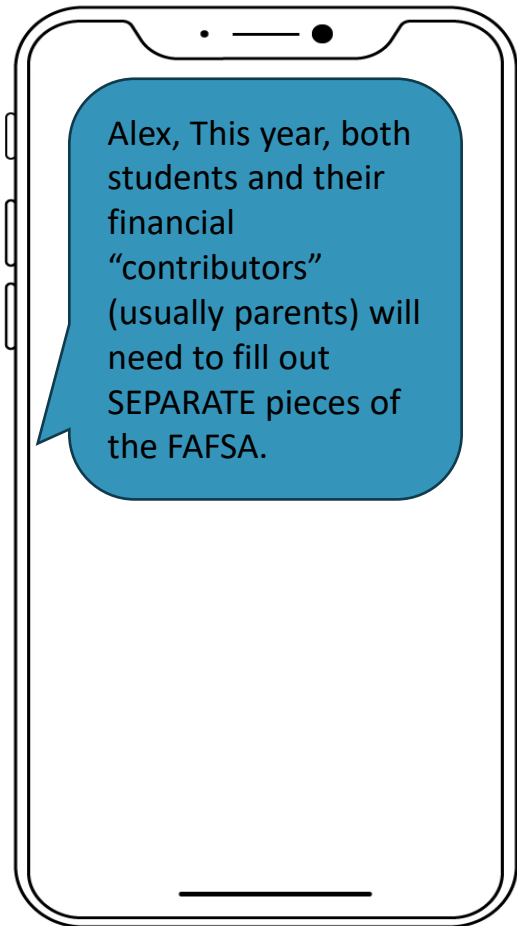 Alex, This year, both
students and their
financial
“contributors”
(usually parents) will
need to fill out
SEPARATE pieces of
the FAFSA.